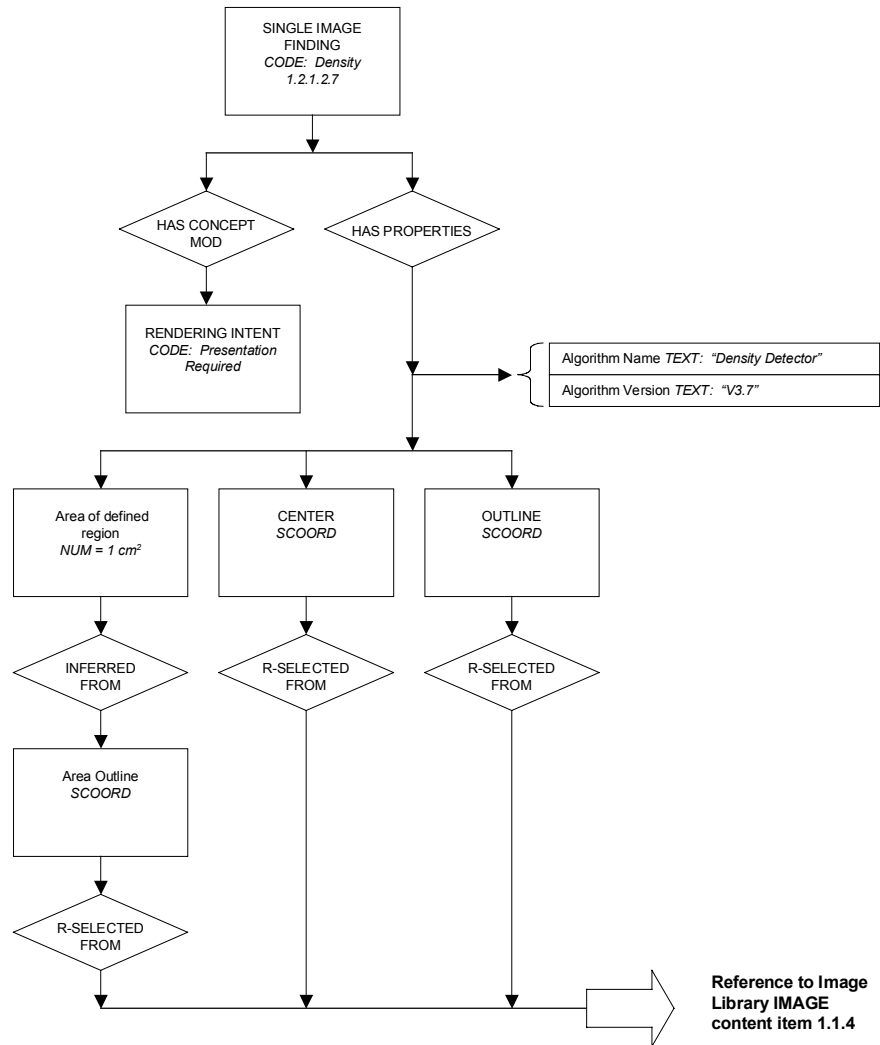 SINGLE IMAGE
FINDING
CODE: Density
1.2.1.2.7
HAS CONCEPT
MOD
HAS PROPERTIES
RENDERING INTENT
CODE: Presentation
Required
Algorithm Name TEXT: “Density Detector”
Algorithm Version TEXT: “V3.7”
Area of defined
region
NUM = 1 cm²
CENTER
SCOORD
OUTLINE
SCOORD
INFERRED
FROM
R-SELECTED
FROM
R-SELECTED
FROM
Area Outline
SCOORD
R-SELECTED
FROM
Reference to Image
Library IMAGE
content item 1.1.4